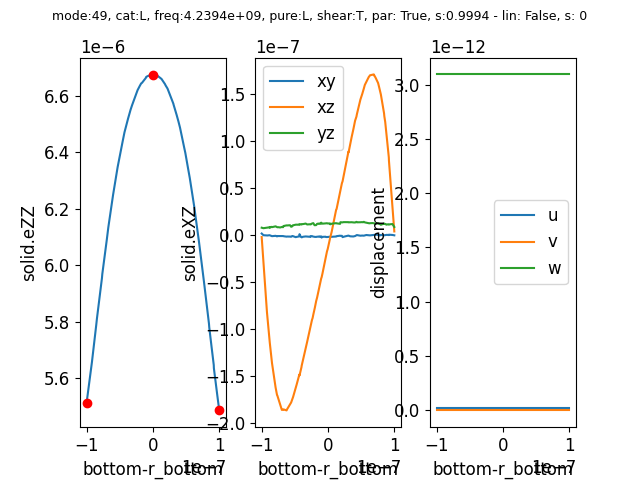 mode:49, cat:L, freq:4.2394e+09, pure:L, shear:T, par: True, s:0.9994 - lin: False, s: 0
1e−6
6.6
6.4
6.2
6.0
5.8
5.6
solid.eZZ
−1
0
1
1e−7
bottom-r_bottom
1e−7
1.5
1.0
0.5
0.0
−0.5
−1.0
−1.5
−2.0
solid.eXZ
xy
xz
yz
−1
0
1
1e−7
bottom-r_bottom
1e−12
3.0
2.5
2.0
1.5
1.0
0.5
0.0
displacement
u
v
w
−1
0
1
1e−7
bottom-r_bottom